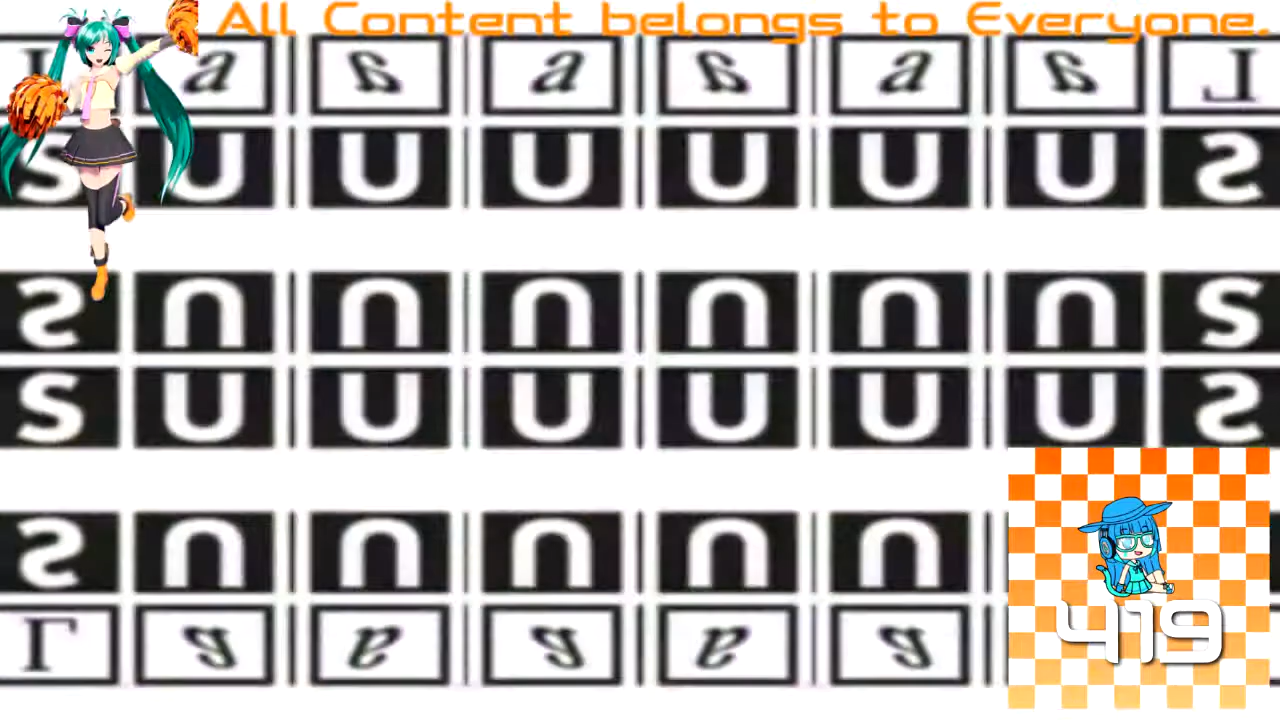 All Content belongs to Everyone.
a a a a a a L
S U U U U U U S
S U U U U U U S
S U U U U U U S
S U U U U U
L a a a a a
419